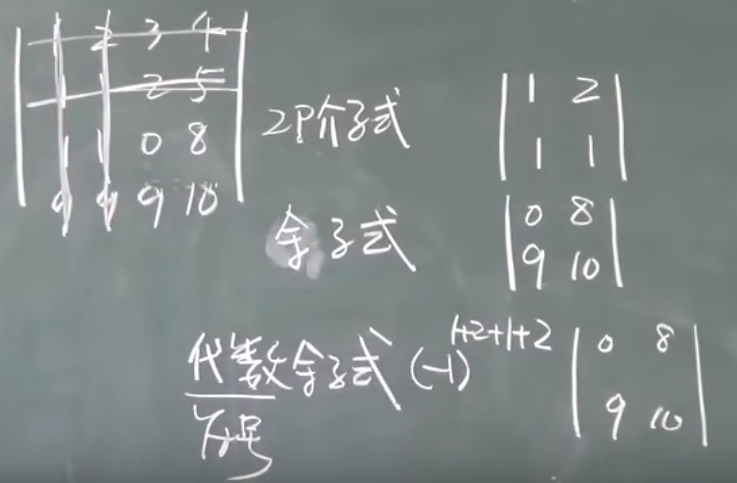 1 2 3 4
1 1 2 5
1 1 0 8
9 9 9 10
2阶子式 | 1 2 |
| 1 1 |
余子式 | 0 8 |
| 9 10 |
代数余子式 (-1)^{1+2+1+2} | 0 8 |
| 9 10 |
符号